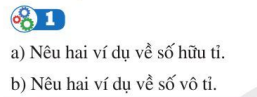 1
a) Nêu hai ví dụ về số hữu tỉ.
b) Nêu hai ví dụ về số vô tỉ.